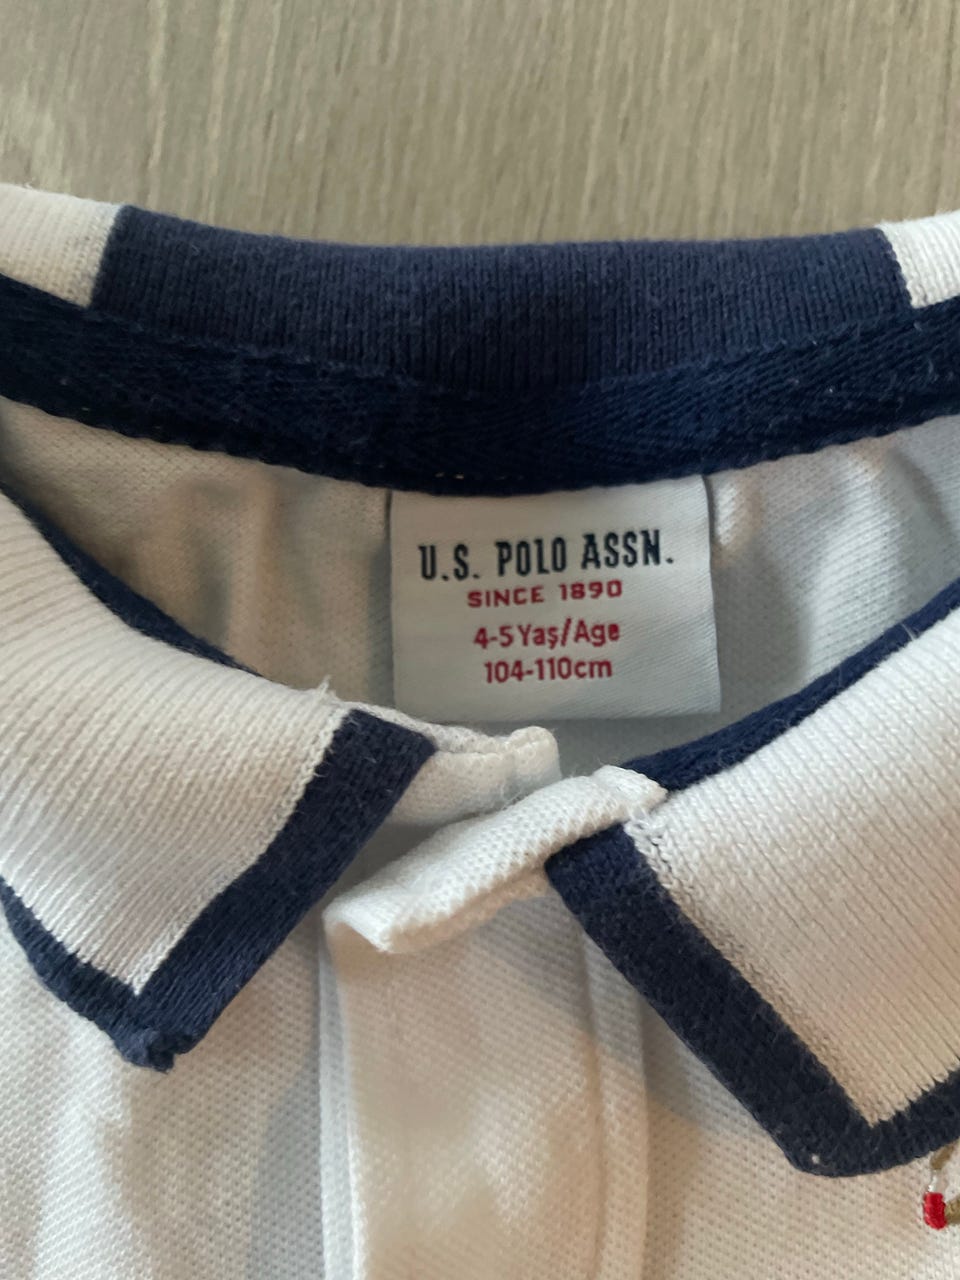 U.S. POLO ASSN.
SINCE 1890
4-5 Yaş/Age
104-110cm